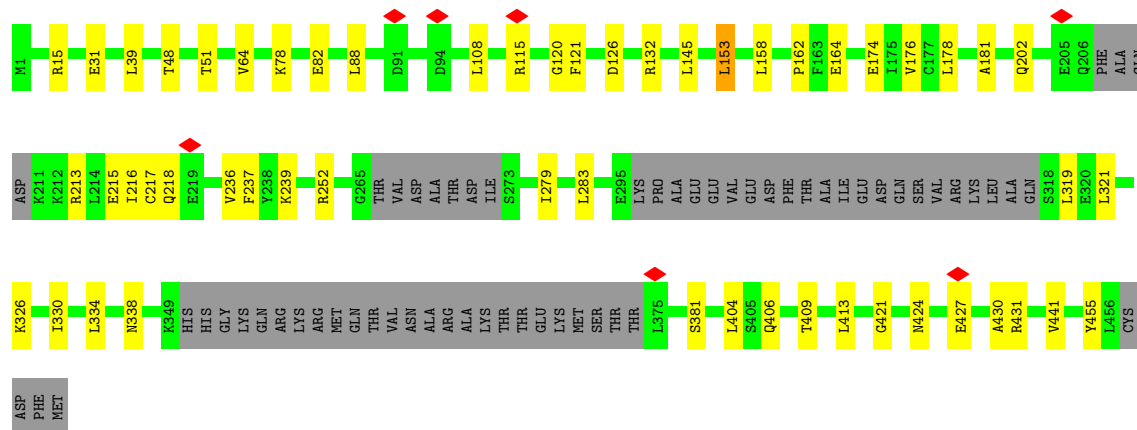 M1 R15 E31 L39 T48 T51 V64 K78 E82 L88 D91 D94 L108 R115 G120 F121 D126 R132 L145 L153 L158 P162 F163 E164 E174 I175 V176 C177 L178 A181 Q202 E205 Q206 PHE ALA GLN
ASP K211 K212 R213 L214 E215 I216 C217 Q218 E219 V236 F237 Y238 K239 R252 G265 THR VAL ASP ALA THR ASP ILE S273 I279 L283 E295 LYS PRO ALA GLU GLU VAL GLU ASP PHE THR ALA ILE GLU ASP GLN SER VAL ARG LYS LEU ALA GLN S318 L319 E320 L321
K326 I330 L334 N338 K349 HIS HIS GLY LYS GLN ARG LYS ARG MET GLN THR VAL ASN ALA ARG ALA LYS THR THR GLU LYS MET SER THR THR L375 S381 L404 S405 Q406 T409 L413 G421 N424 E427 A430 R431 V441 Y455 L456 CYS
ASP PHE MET